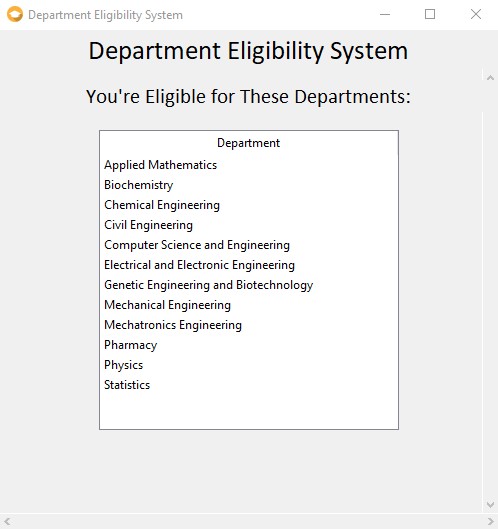 Department Eligibility System
Department Eligibility System
You're Eligible for These Departments:
Department
Applied Mathematics
Biochemistry
Chemical Engineering
Civil Engineering
Computer Science and Engineering
Electrical and Electronic Engineering
Genetic Engineering and Biotechnology
Mechanical Engineering
Mechatronics Engineering
Pharmacy
Physics
Statistics